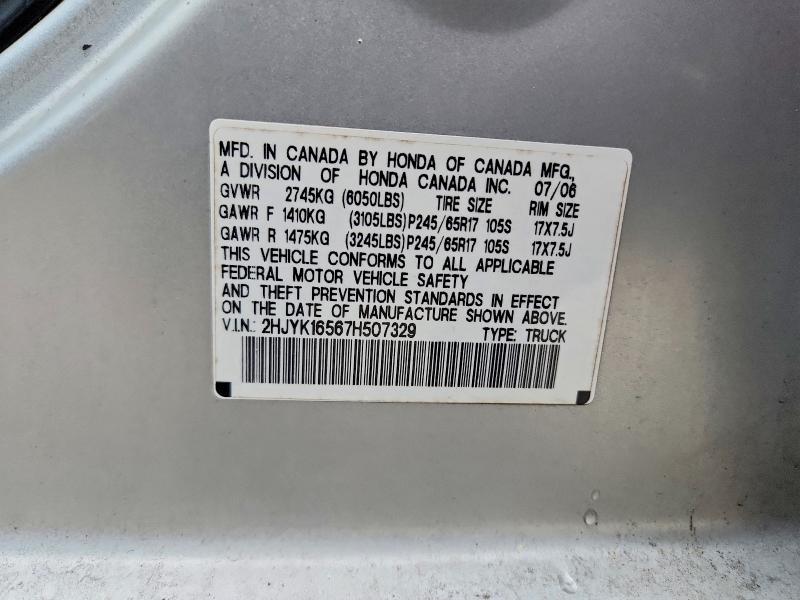 MFD. IN CANADA BY HONDA OF CANADA MFG.,
A DIVISION OF HONDA CANADA INC. 07/06
GVWR 2745KG (6050LBS) TIRE SIZE RIM SIZE
GAWR F 1410KG (3105LBS) P245/65R17 105S 17X7.5J
GAWR R 1475KG (3245LBS) P245/65R17 105S 17X7.5J
THIS VEHICLE CONFORMS TO ALL APPLICABLE
FEDERAL MOTOR VEHICLE SAFETY
AND THEFT PREVENTION STANDARDS IN EFFECT
ON THE DATE OF MANUFACTURE SHOWN ABOVE.
V.I.N.: 2HJYK16567H507329 TYPE: TRUCK